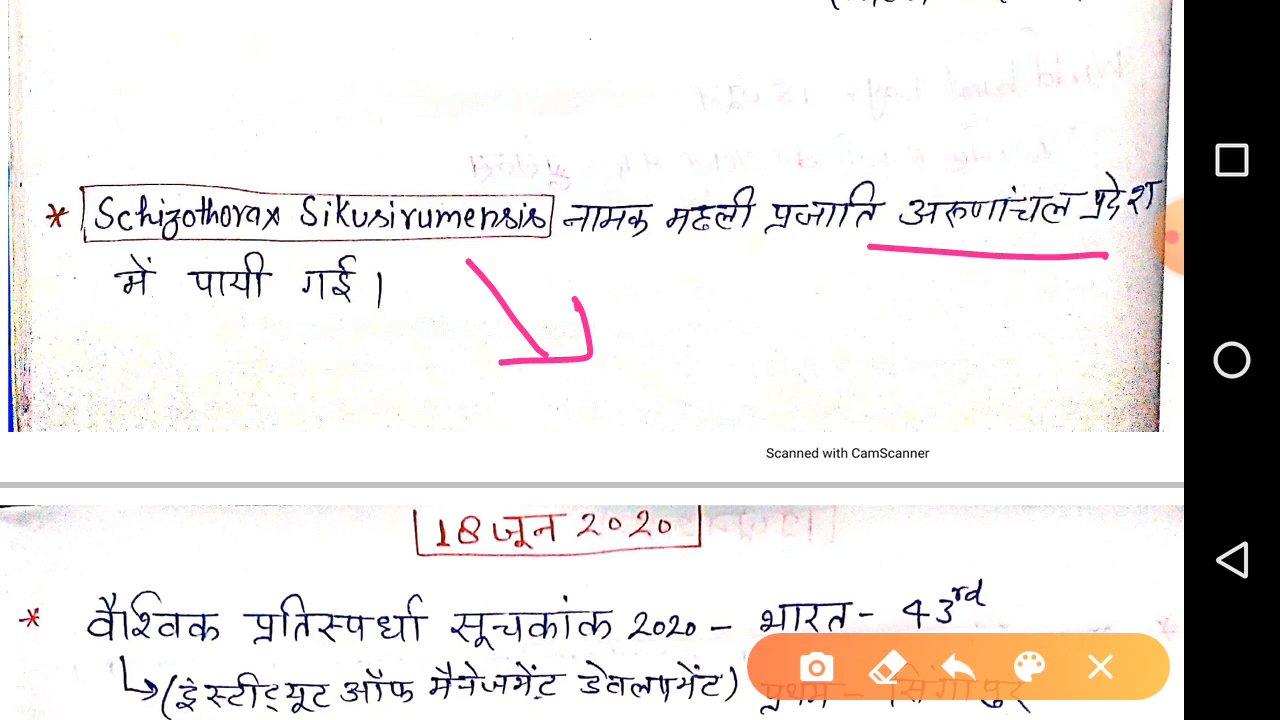 * Schizothorax Sikusirumensis नामक मछली प्रजाति अरुणांचल प्रदेश
में पायी गई।
Scanned with CamScanner
18 जून 2020
* वैश्विक प्रतिस्पर्धा सूचकांक 2020 - भारत - 43rd
↳ (इंस्टीट्यूट ऑफ मैनेजमेंट डेवलपमेंट) प्रथम - सिंगापुर